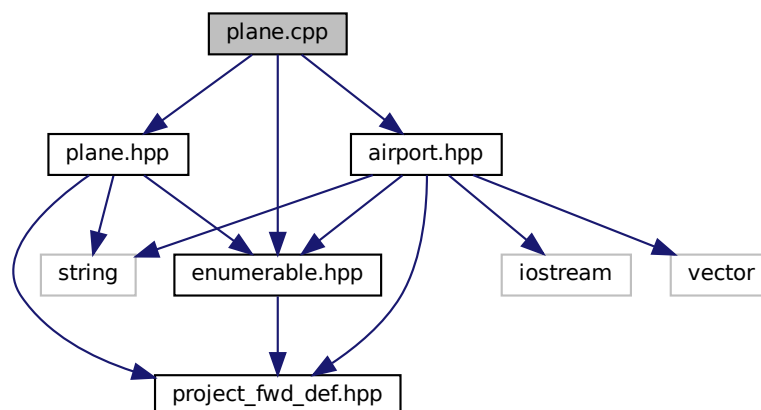 plane.cpp
plane.hpp
airport.hpp
string
enumerable.hpp
iostream
vector
project_fwd_def.hpp